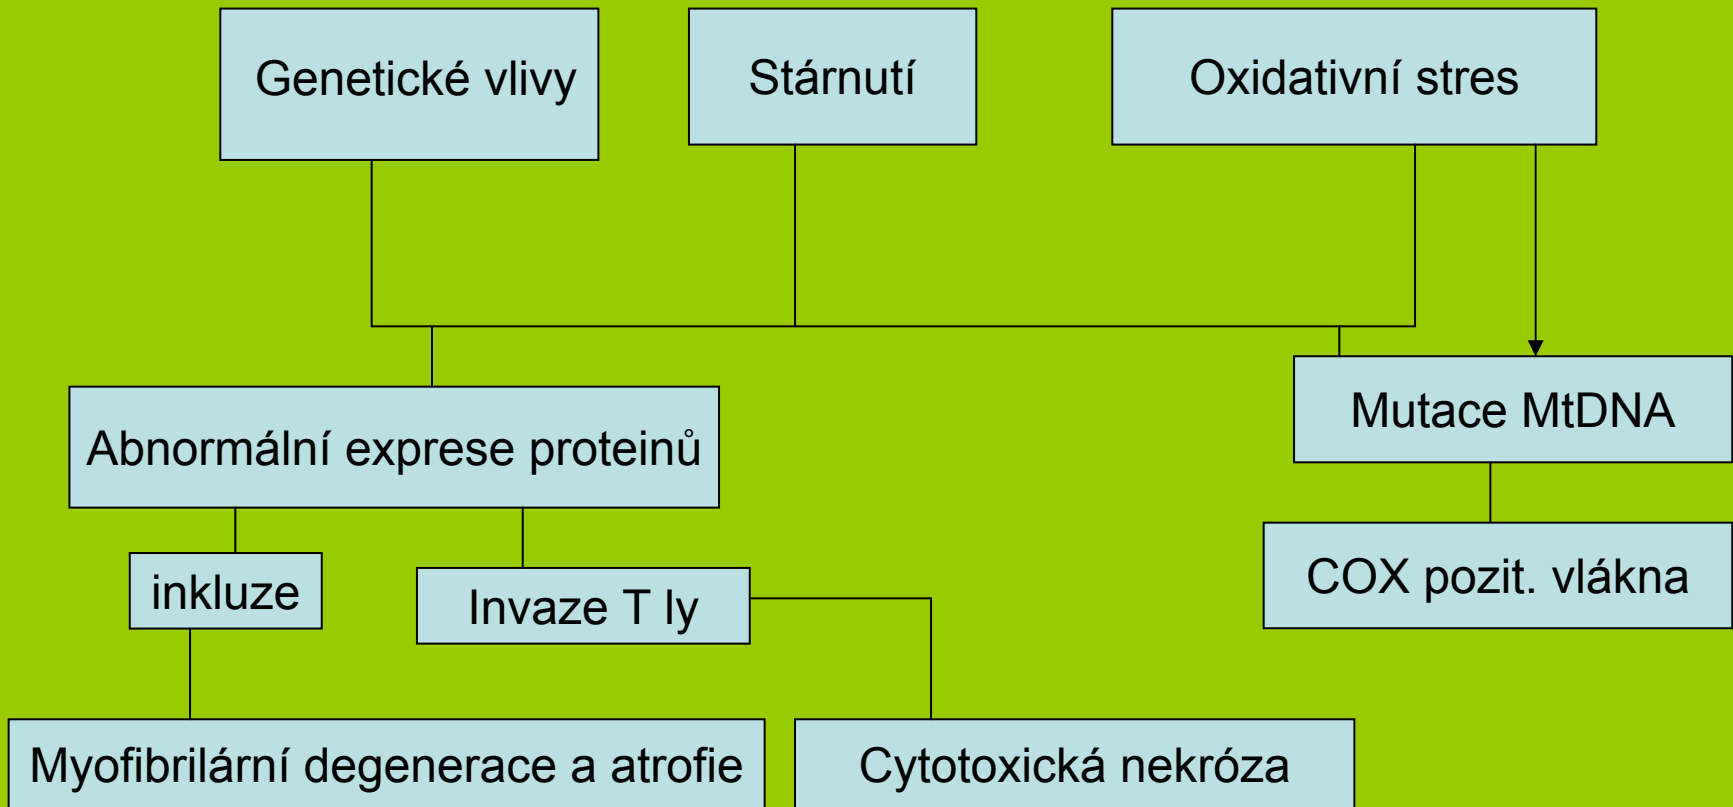 Genetické vlivy
Stárnutí
Oxidativní stres
Mutace MtDNA
Abnormální exprese proteinů
COX pozit. vlákna
inkluze
Invaze T ly
Myofibrilární degenerace a atrofie
Cytotoxická nekróza